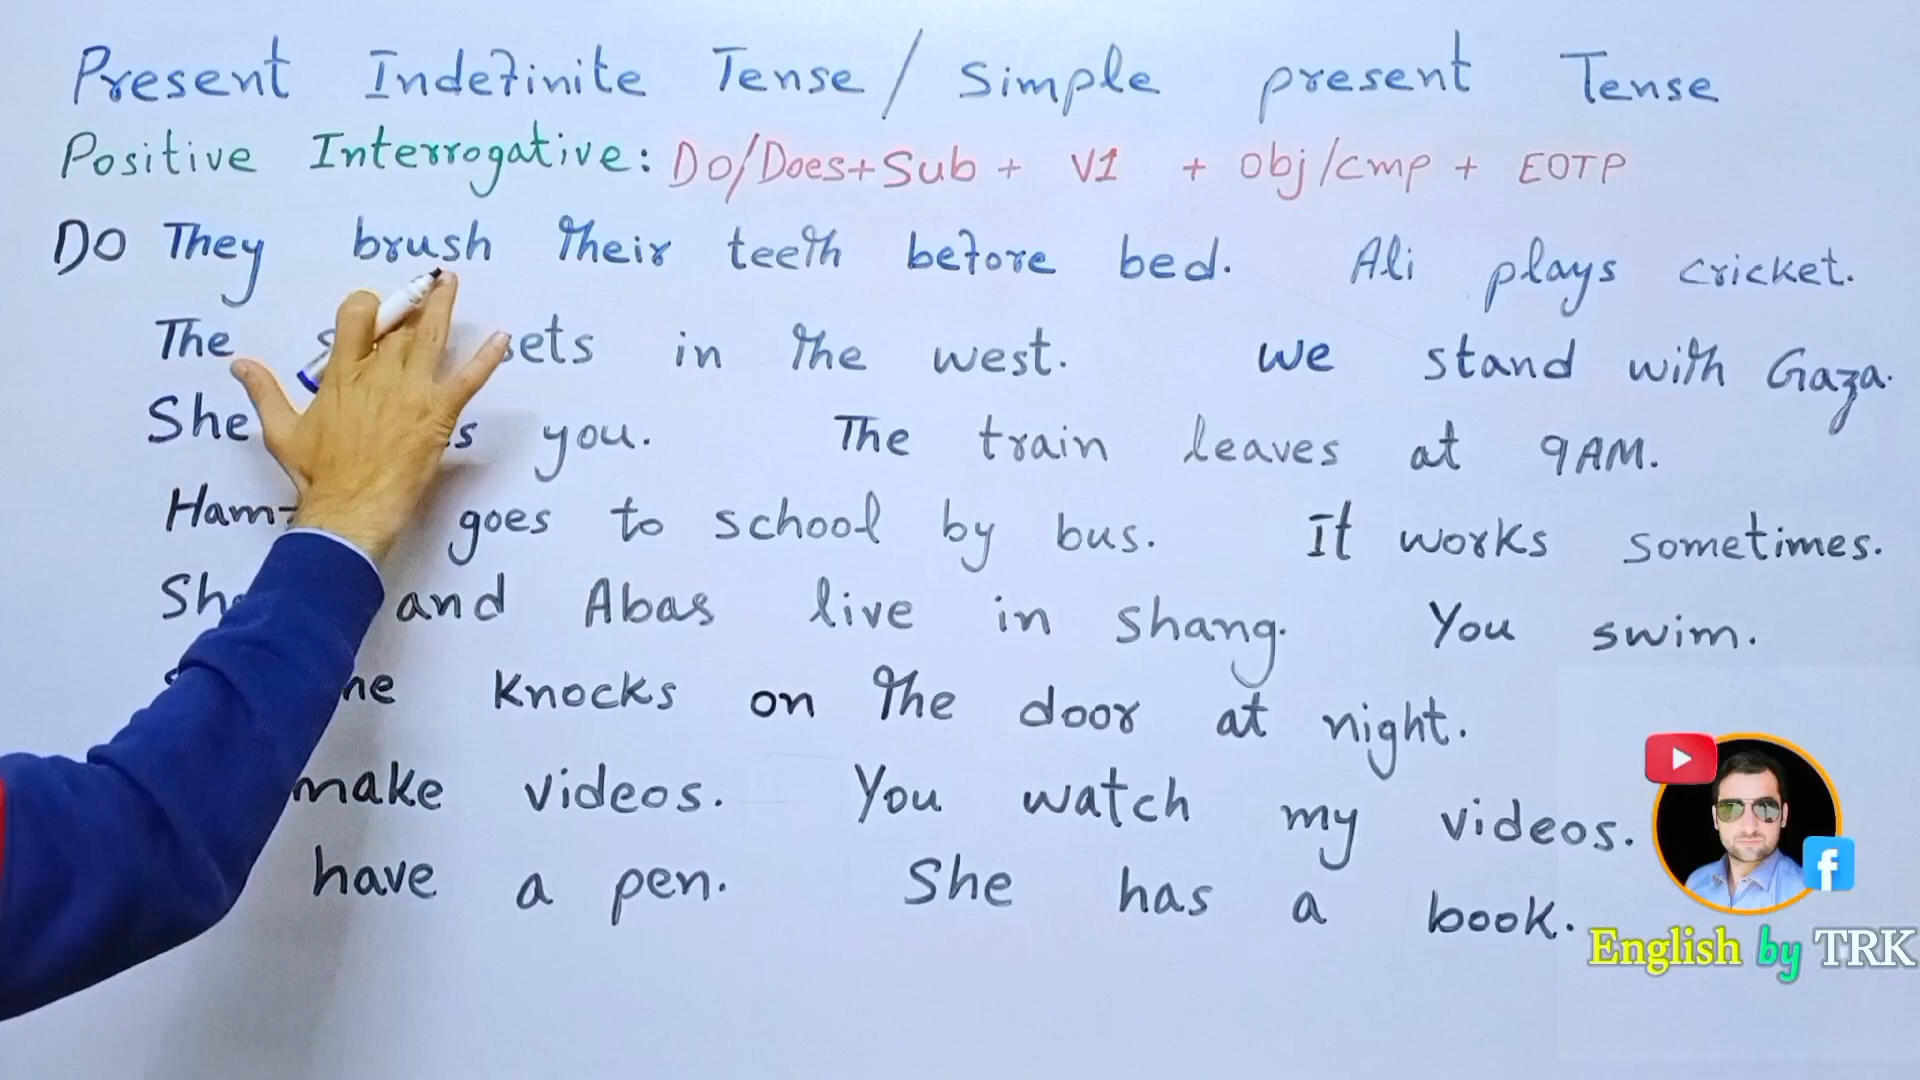 Present Indefinite Tense / Simple present Tense
Positive Interrogative: Do/Does+Sub + V1 + Obj/cmp + EOTP
DO They brush their teeth before bed. Ali plays cricket.
The sets in the west. We stand with Gaza.
She you. The train leaves at 9AM.
goes to school by bus. It works sometimes.
and Abas live in shang. You swim.
knocks on the door at night.
make videos. You watch my videos.
have a pen. She has a book.
English by TRK